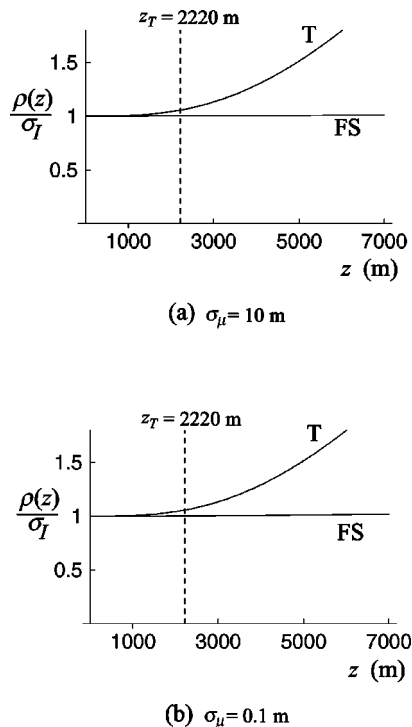 z_T = 2220 m
1.5
T
ρ(z)
σ_I
1
FS
0.5
1000 3000 5000 7000
z (m)
(a) σ_μ = 10 m
z_T = 2220 m
1.5
T
ρ(z)
σ_I
1
FS
0.5
1000 3000 5000 7000
z (m)
(b) σ_μ = 0.1 m